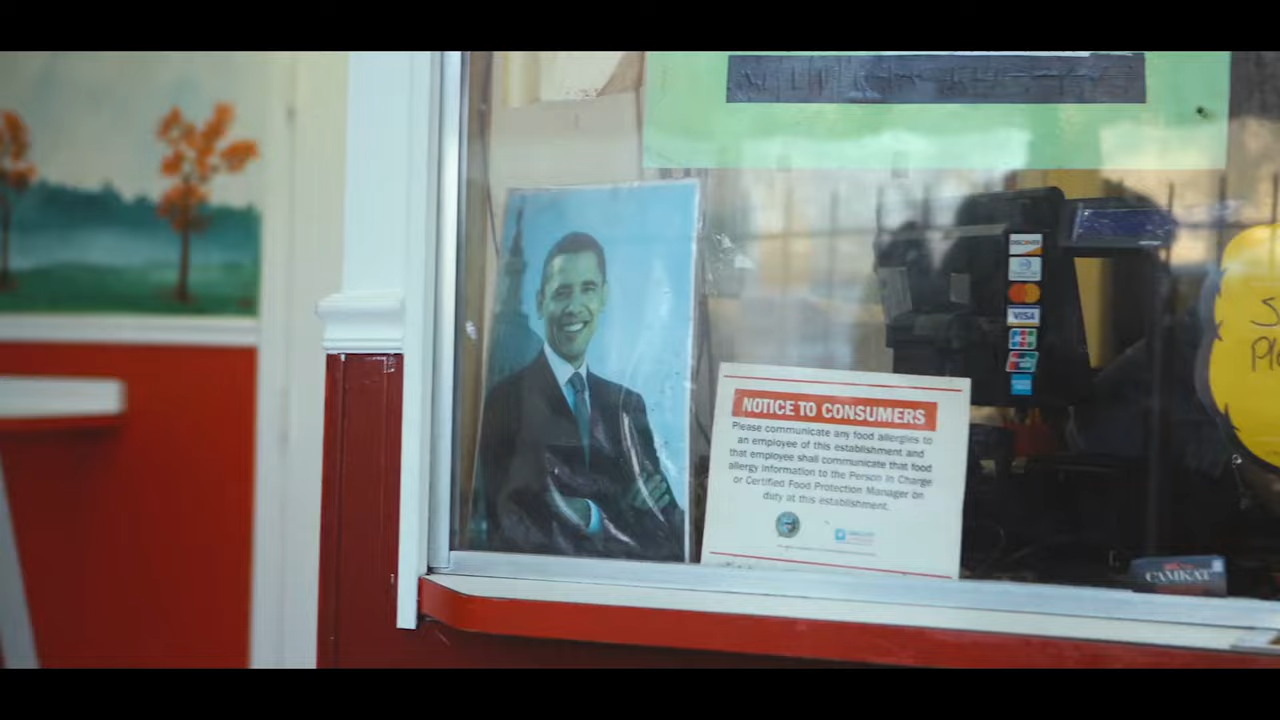 DISCOVER
VISA
S
Pl
NOTICE TO CONSUMERS
Please communicate any food allergies to
an employee of this establishment and
that employee shall communicate that food
allergy information to the Person In Charge
or Certified Food Protection Manager on
duty at this establishment.
CAMKAT